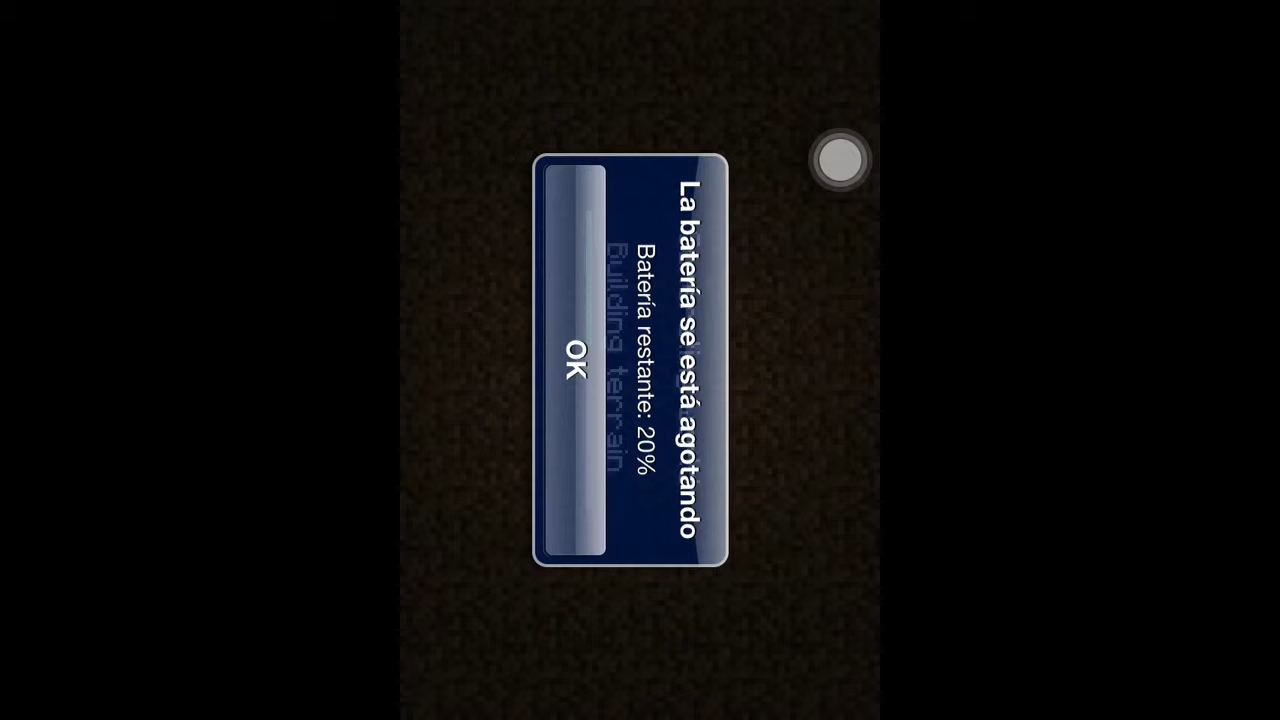 La batería se está agotando
Batería restante: 20%
Building terrain
OK